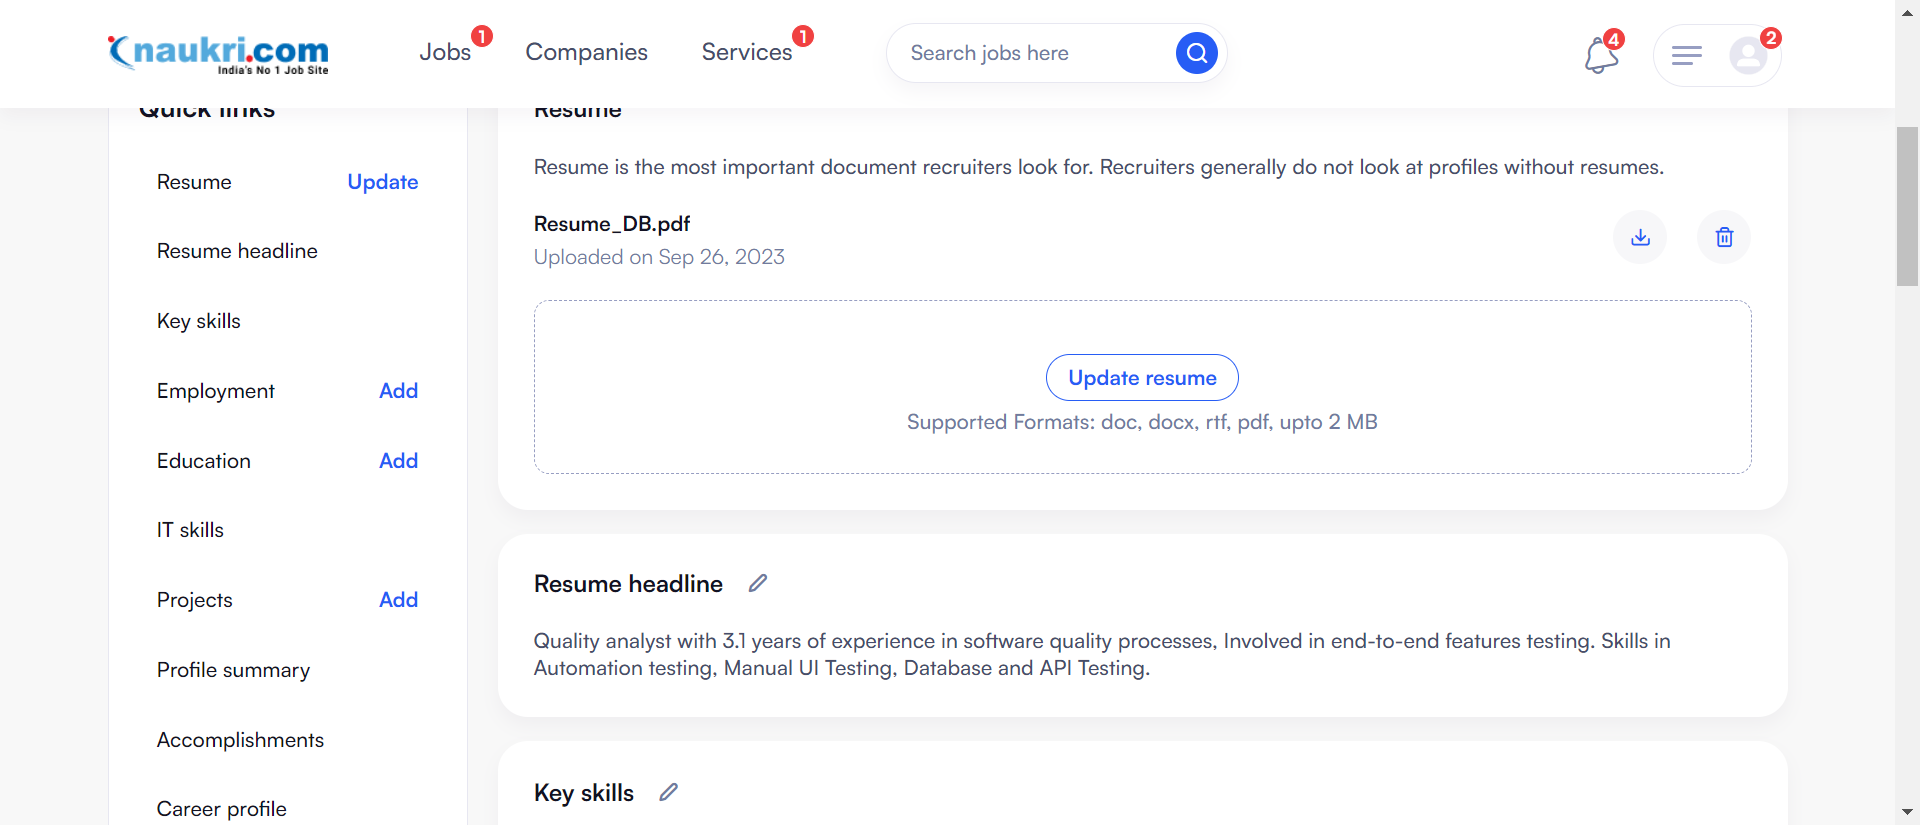 naukri.com
India's No 1 Job Site
Jobs
1
Companies
Services
1
Search jobs here
4
2
Quick links
Resume
Update
Resume headline
Key skills
Employment
Add
Education
Add
IT skills
Projects
Add
Profile summary
Accomplishments
Career profile
Resume
Resume is the most important document recruiters look for. Recruiters generally do not look at profiles without resumes.
Resume_DB.pdf
Uploaded on Sep 26, 2023
Update resume
Supported Formats: doc, docx, rtf, pdf, upto 2 MB
Resume headline
Quality analyst with 3.1 years of experience in software quality processes, Involved in end-to-end features testing. Skills in
Automation testing, Manual UI Testing, Database and API Testing.
Key skills